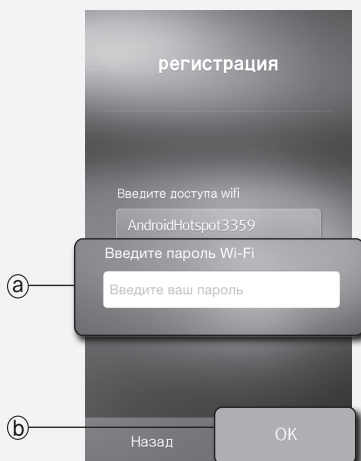 регистрация
Введите доступа wifi
AndroidHotspot3359
Введите пароль Wi-Fi
ⓐ
Введите ваш пароль
ⓑ
Назад
OK